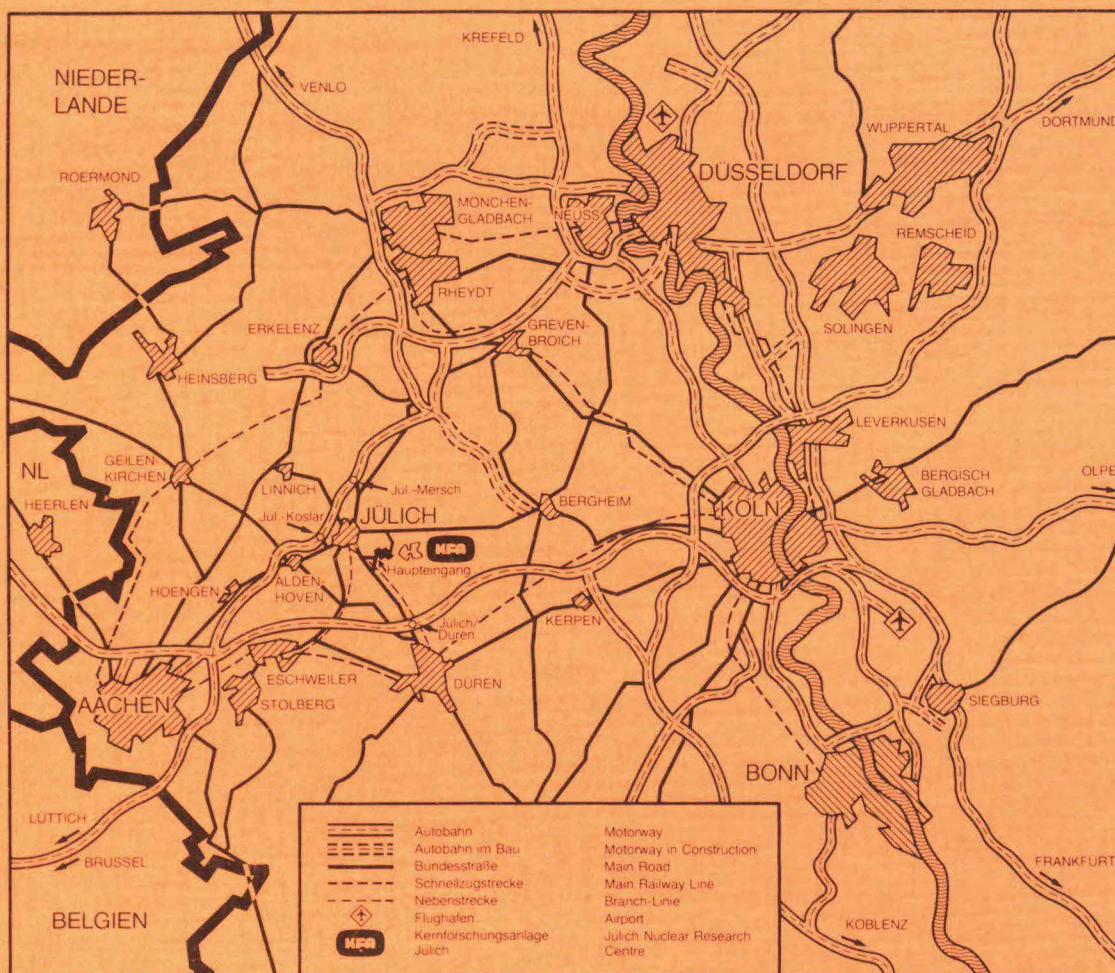 KREFELD
NIEDER-
LANDE
VENLO
WUPPERTAL
DORTMUND
ROERMOND
DÜSSELDORF
MÖNCHEN-
GLADBACH
NEUSS
REMSCHEID
RHEYDT
ERKELENZ
GREVEN-
BROICH
SOLINGEN
HEINSBERG
LEVERKUSEN
NL
GEILEN-
KIRCHEN
LINNICH
Jül.-Mersch
BERGHEIM
BERGISCH
GLADBACH
OLPE
HEERLEN
Jül.-Koslar
JÜLICH
KÖLN
KFA
Haupteingang
HOENGEN
ALDEN-
HOVEN
KERPEN
Jülich/
Düren
ESCHWEILER
DÜREN
AACHEN
STOLBERG
SIEGBURG
BONN
LÜTTICH
BRÜSSEL
FRANKFURT
BELGIEN
KOBLENZ
Autobahn Motorway
Autobahn im Bau Motorway in Construction
Bundesstraße Main Road
Schnellzugstrecke Main Railway Line
Nebenstrecke Branch-Linie
Flughafen Airport
KFA Kernforschungsanlage Jülich Nuclear Research
Jülich Centre